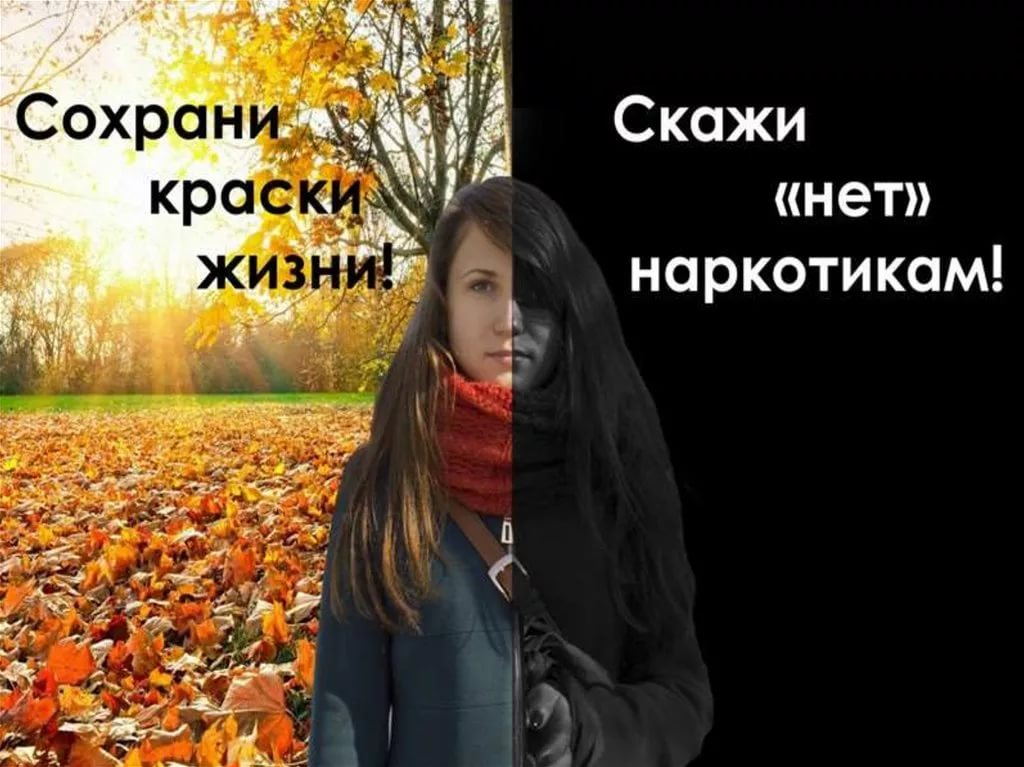 Сохрани
краски
жизни!
Скажи
«нет»
наркотикам!